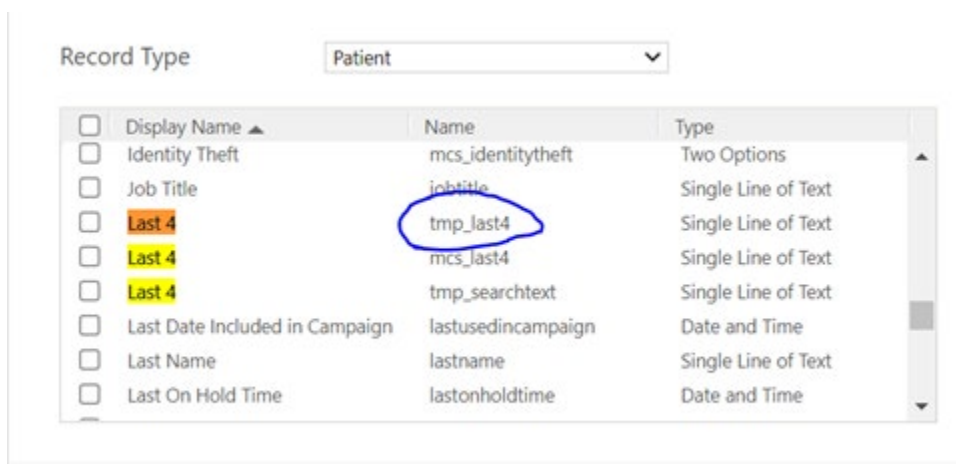 Record Type Patient
Display Name Name Type
Identity Theft mcs_identitytheft Two Options
Job Title jobtitle Single Line of Text
Last 4 tmp_last4 Single Line of Text
Last 4 mcs_last4 Single Line of Text
Last 4 tmp_searchtext Single Line of Text
Last Date Included in Campaign lastusedincampaign Date and Time
Last Name lastname Single Line of Text
Last On Hold Time lastonholdtime Date and Time